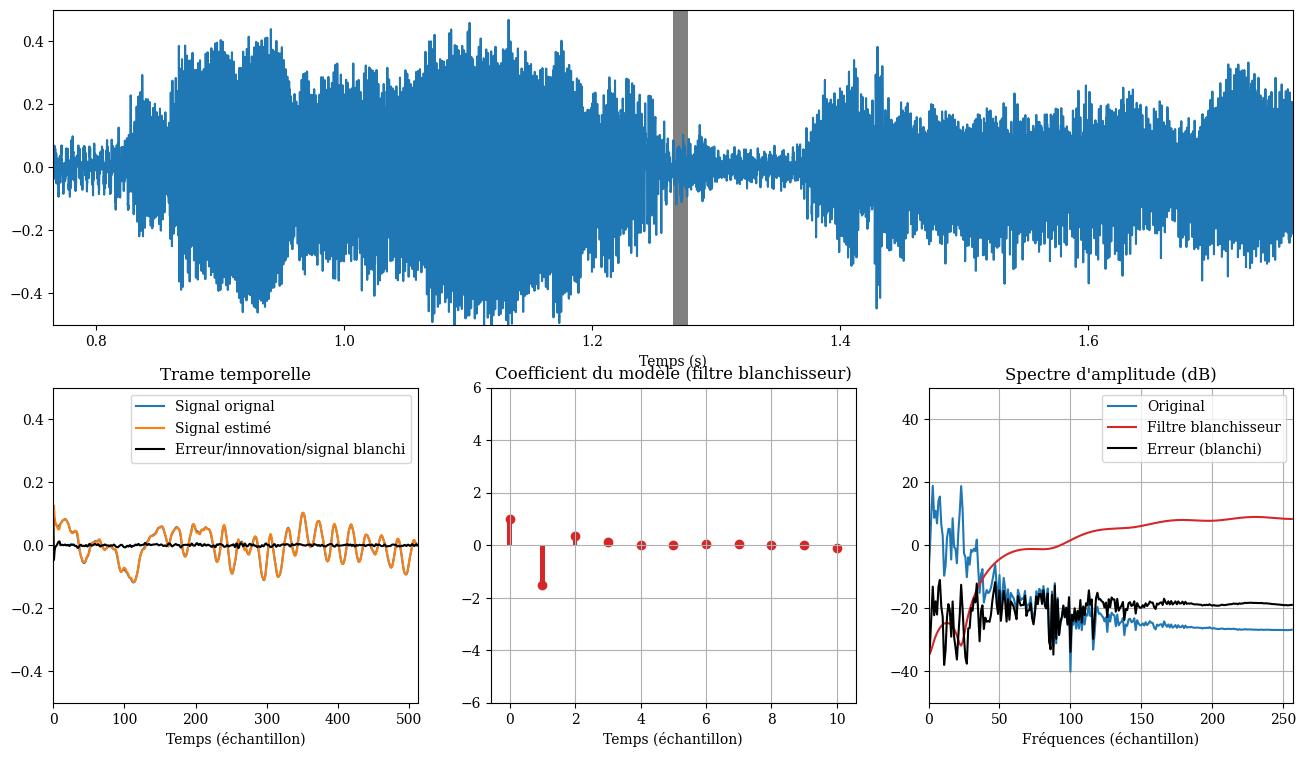 0.4
0.2
0.0
−0.2
−0.4
0.8 1.0 1.2 1.4 1.6
Temps (s)
Trame temporelle
0.4
0.2
0.0
−0.2
−0.4
Signal orignal
Signal estimé
Erreur/innovation/signal blanchi
0 100 200 300 400 500
Temps (échantillon)
Coefficient du modèle (filtre blanchisseur)
6
4
2
0
−2
−4
−6
0 2 4 6 8 10
Temps (échantillon)
Spectre d'amplitude (dB)
40
20
0
−20
−40
Original
Filtre blanchisseur
Erreur (blanchi)
0 50 100 150 200 250
Fréquences (échantillon)